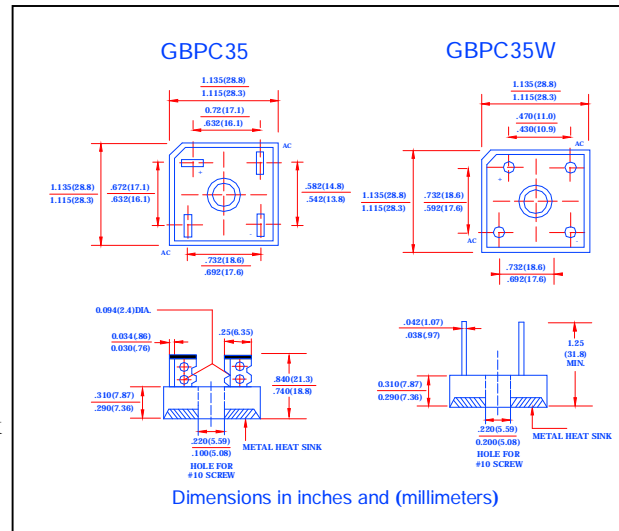 GBPC35
GBPC35W
1.135(28.8)
1.115(28.3)
0.72(17.1)
.632(16.1)
AC
1.135(28.8)
1.115(28.3)
.672(17.1)
.632(16.1)
+
.582(14.8)
.542(13.8)
AC
-
.732(18.6)
.692(17.6)
1.135(28.8)
1.115(28.3)
.470(11.0)
.430(10.9)
AC
1.135(28.8)
1.115(28.3)
.732(18.6)
.592(17.6)
+
AC
-
.732(18.6)
.692(17.6)
0.094(2.4)DIA.
0.034(.86)
0.030(.76)
.25(6.35)
.310(7.87)
.290(7.36)
.840(21.3)
.740(18.8)
.220(5.59)
.100(5.08)
METAL HEAT SINK
HOLE FOR
#10 SCREW
.042(1.07)
.038(.97)
1.25
(31.8)
MIN.
0.310(7.87)
0.290(7.36)
.220(5.59)
0.200(5.08)
METAL HEAT SINK
HOLE FOR
#10 SCREW
Dimensions in inches and (millimeters)